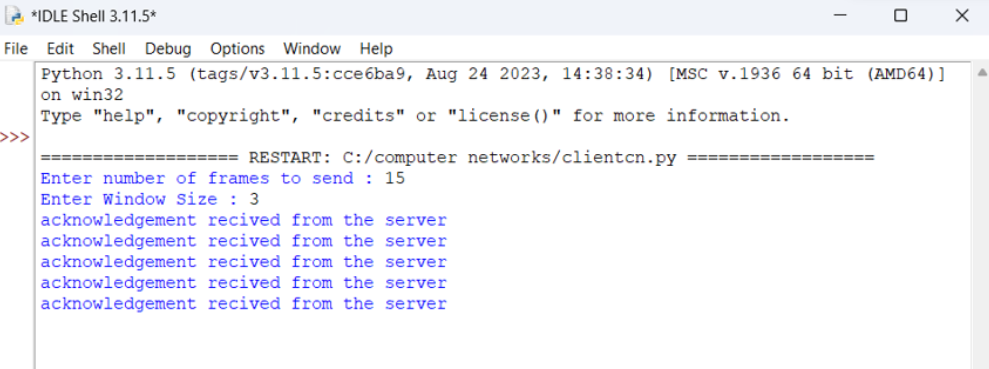 *IDLE Shell 3.11.5*
File Edit Shell Debug Options Window Help
Python 3.11.5 (tags/v3.11.5:cce6ba9, Aug 24 2023, 14:38:34) [MSC v.1936 64 bit (AMD64)]
on win32
Type "help", "copyright", "credits" or "license()" for more information.
>>>
=================== RESTART: C:/computer networks/clientcn.py ==================
Enter number of frames to send : 15
Enter Window Size : 3
acknowledgement recived from the server
acknowledgement recived from the server
acknowledgement recived from the server
acknowledgement recived from the server
acknowledgement recived from the server